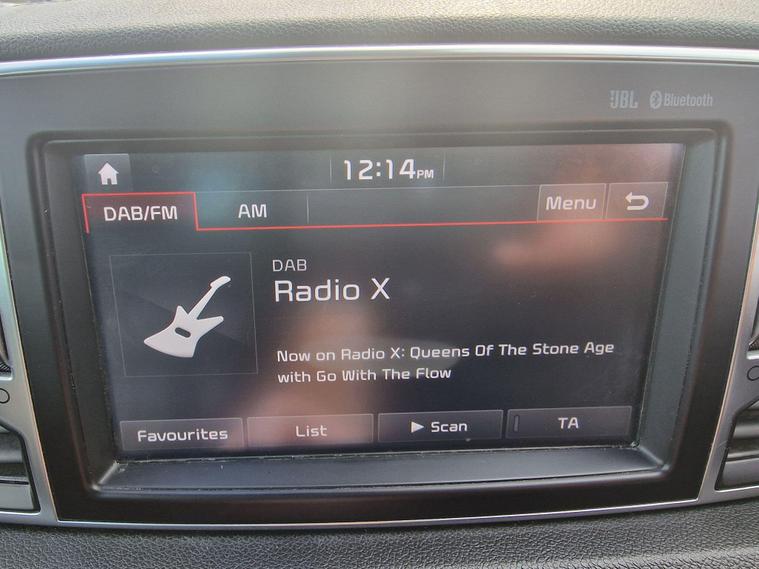 JBL Bluetooth
12:14PM
DAB/FM AM Menu
DAB
Radio X
Now on Radio X: Queens Of The Stone Age
with Go With The Flow
Favourites List Scan TA